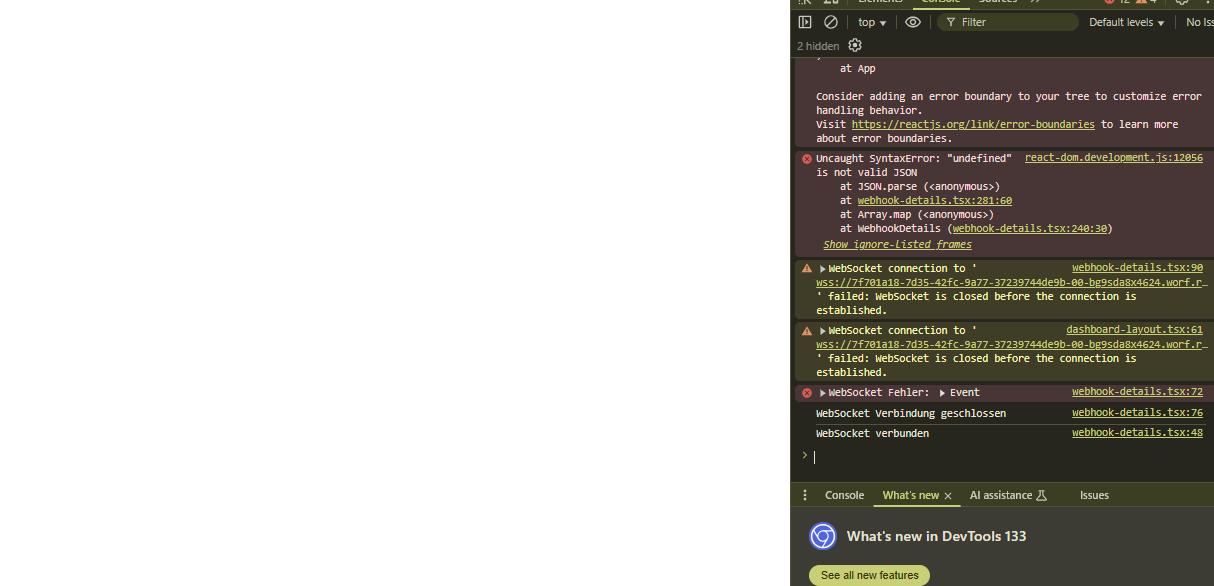 Elements Console Sources
12 4
top Filter Default levels No Iss
2 hidden
at App
Consider adding an error boundary to your tree to customize error
handling behavior.
Visit https://reactjs.org/link/error-boundaries to learn more
about error boundaries.
Uncaught SyntaxError: "undefined" react-dom.development.js:12056
is not valid JSON
at JSON.parse (<anonymous>)
at webhook-details.tsx:281:60
at Array.map (<anonymous>)
at WebhookDetails (webhook-details.tsx:240:30)
Show ignore-listed frames
WebSocket connection to ' webhook-details.tsx:90
wss://7f701a18-7d35-42fc-9a77-37239744de9b-00-bg9sda8x4624.worf.r…
' failed: WebSocket is closed before the connection is
established.
WebSocket connection to ' dashboard-layout.tsx:61
wss://7f701a18-7d35-42fc-9a77-37239744de9b-00-bg9sda8x4624.worf.r…
' failed: WebSocket is closed before the connection is
established.
WebSocket Fehler: Event webhook-details.tsx:72
WebSocket Verbindung geschlossen webhook-details.tsx:76
WebSocket verbunden webhook-details.tsx:48
Console What's new AI assistance Issues
What's new in DevTools 133
See all new features